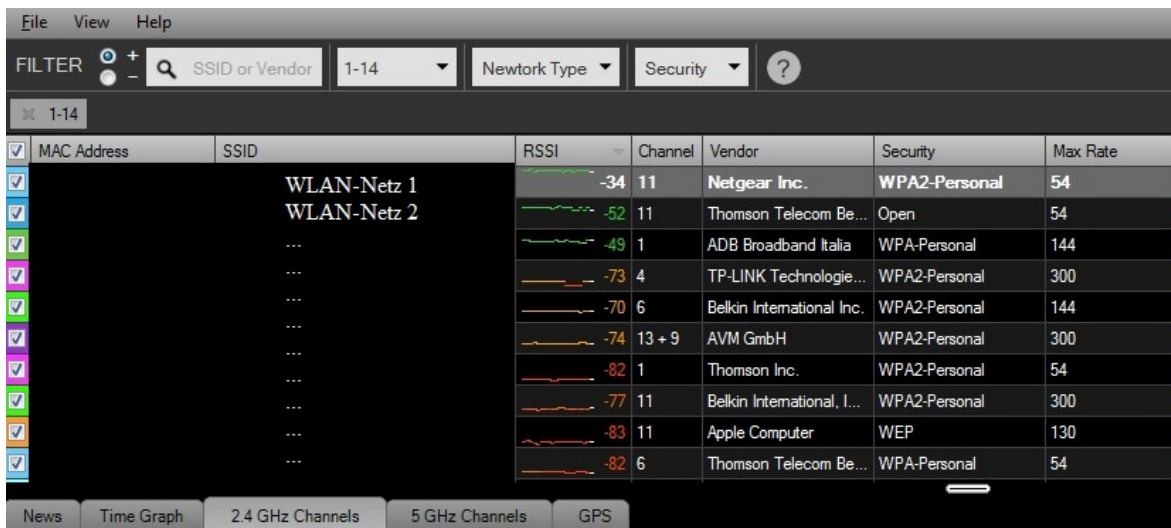 File View Help
FILTER + − SSID or Vendor 1-14 Newtork Type Security ?
1-14
MAC Address SSID RSSI Channel Vendor Security Max Rate
WLAN-Netz 1 -34 11 Netgear Inc. WPA2-Personal 54
WLAN-Netz 2 -52 11 Thomson Telecom Be... Open 54
... -49 1 ADB Broadband Italia WPA-Personal 144
... -73 4 TP-LINK Technologie... WPA2-Personal 300
... -70 6 Belkin International Inc. WPA2-Personal 144
... -74 13 + 9 AVM GmbH WPA2-Personal 300
... -82 1 Thomson Inc. WPA2-Personal 54
... -77 11 Belkin International, I... WPA2-Personal 300
... -83 11 Apple Computer WEP 130
... -82 6 Thomson Telecom Be... WPA-Personal 54
News Time Graph 2.4 GHz Channels 5 GHz Channels GPS